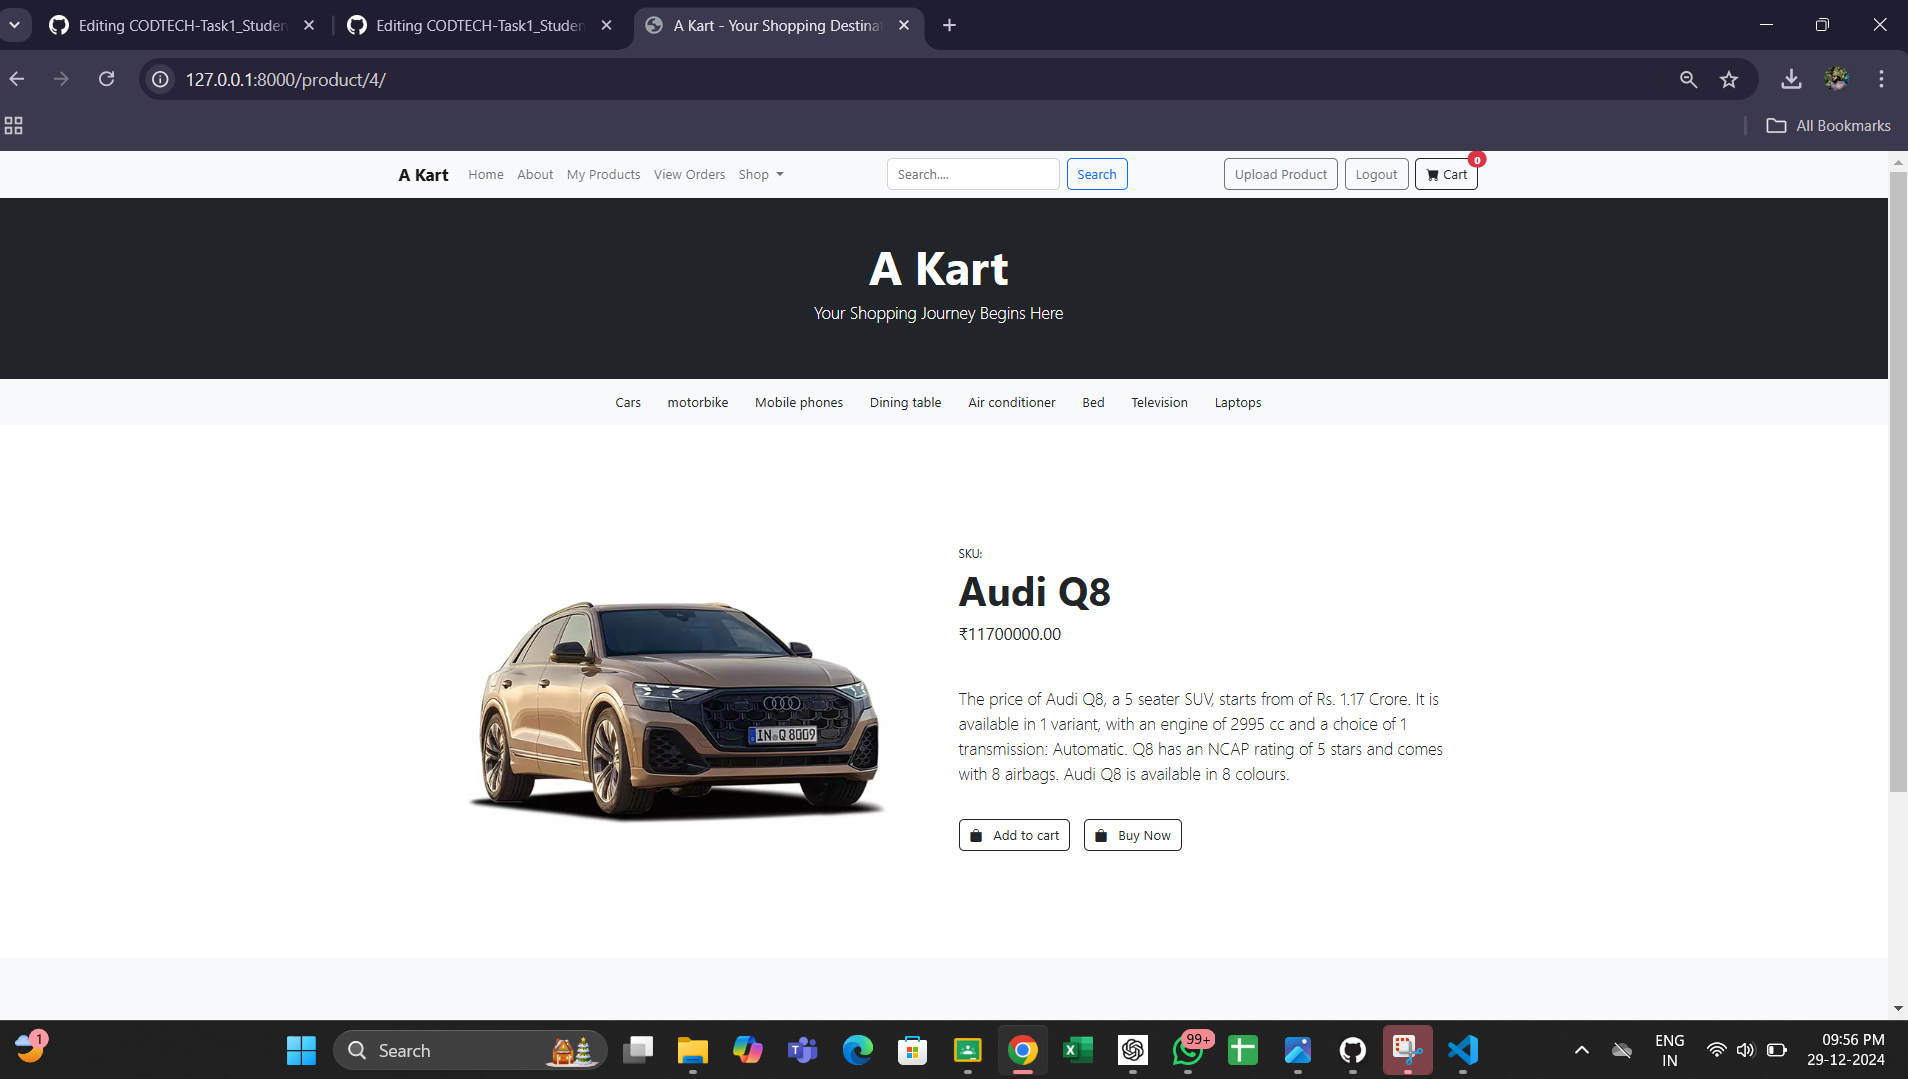 Editing CODTECH-Task1_Studen
Editing CODTECH-Task1_Studen
A Kart - Your Shopping Destina
127.0.0.1:8000/product/4/
All Bookmarks
A Kart
Home
About
My Products
View Orders
Shop
Search....
Search
Upload Product
Logout
Cart
0
A Kart
Your Shopping Journey Begins Here
Cars
motorbike
Mobile phones
Dining table
Air conditioner
Bed
Television
Laptops
SKU:
Audi Q8
₹11700000.00
The price of Audi Q8, a 5 seater SUV, starts from of Rs. 1.17 Crore. It is
available in 1 variant, with an engine of 2995 cc and a choice of 1
transmission: Automatic. Q8 has an NCAP rating of 5 stars and comes
with 8 airbags. Audi Q8 is available in 8 colours.
IN Q 8009
Add to cart
Buy Now
1
Search
99+
ENG
IN
09:56 PM
29-12-2024